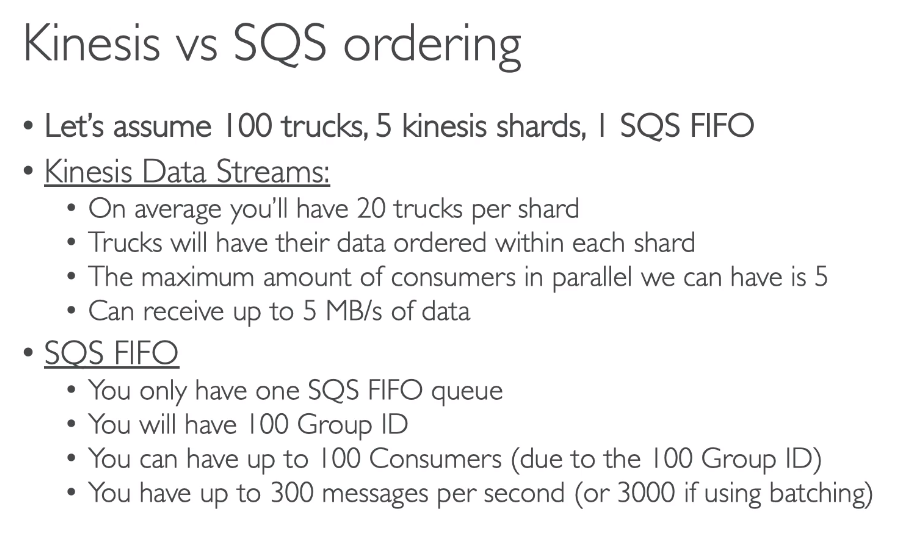 Kinesis vs SQS ordering
• Let's assume 100 trucks, 5 kinesis shards, 1 SQS FIFO
• Kinesis Data Streams:
• On average you'll have 20 trucks per shard
• Trucks will have their data ordered within each shard
• The maximum amount of consumers in parallel we can have is 5
• Can receive up to 5 MB/s of data
• SQS FIFO
• You only have one SQS FIFO queue
• You will have 100 Group ID
• You can have up to 100 Consumers (due to the 100 Group ID)
• You have up to 300 messages per second (or 3000 if using batching)